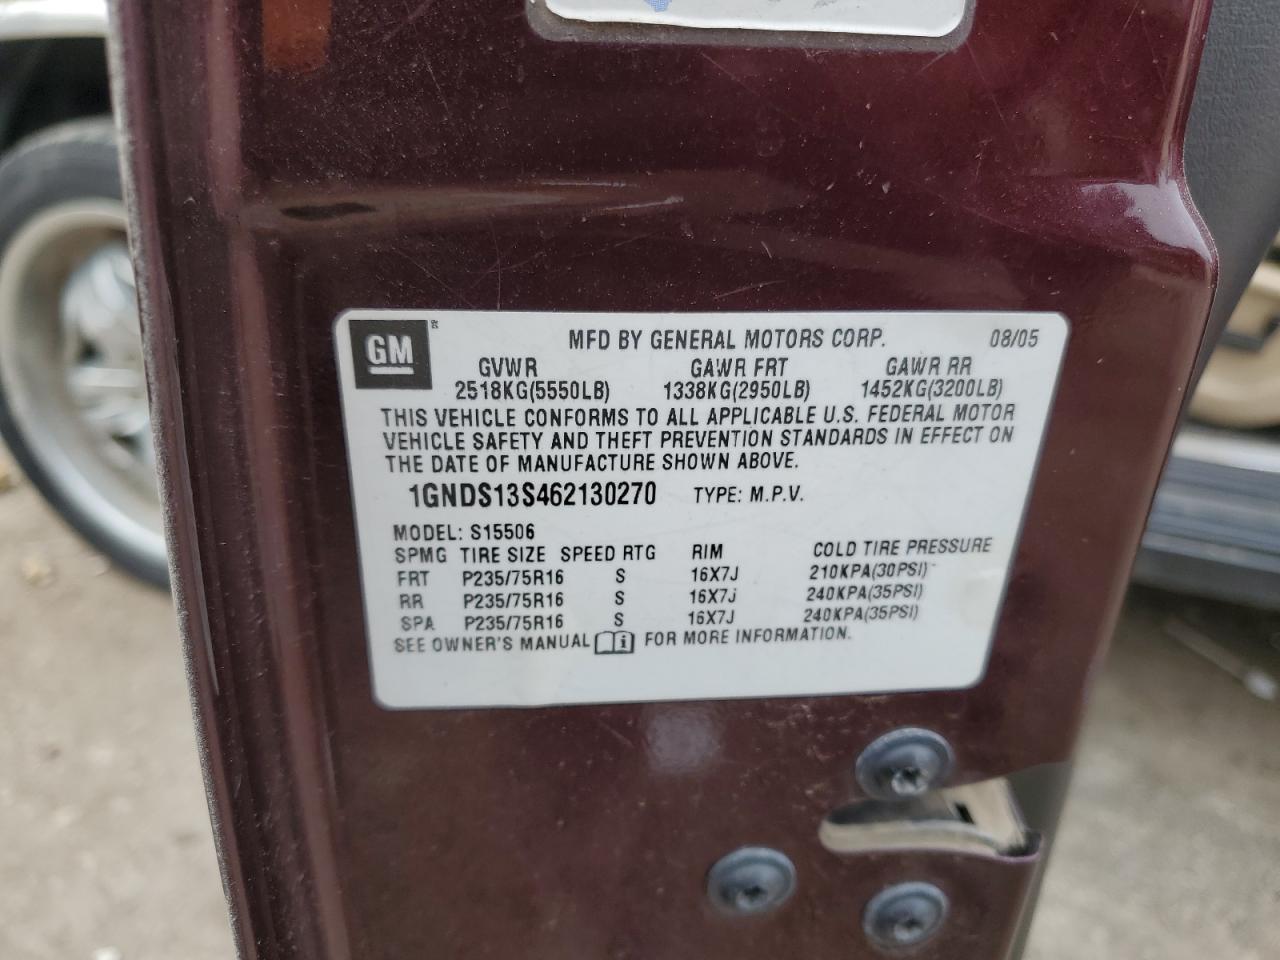 GM
MFD BY GENERAL MOTORS CORP. 08/05
GVWR GAWR FRT GAWR RR
2518KG(5550LB) 1338KG(2950LB) 1452KG(3200LB)
THIS VEHICLE CONFORMS TO ALL APPLICABLE U.S. FEDERAL MOTOR
VEHICLE SAFETY AND THEFT PREVENTION STANDARDS IN EFFECT ON
THE DATE OF MANUFACTURE SHOWN ABOVE.
1GNDS13S462130270 TYPE: M.P.V.
MODEL: S15506
SPMG TIRE SIZE SPEED RTG RIM COLD TIRE PRESSURE
FRT P235/75R16 S 16X7J 210KPA(30PSI)
RR P235/75R16 S 16X7J 240KPA(35PSI)
SPA P235/75R16 S 16X7J 240KPA(35PSI)
SEE OWNER'S MANUAL FOR MORE INFORMATION.